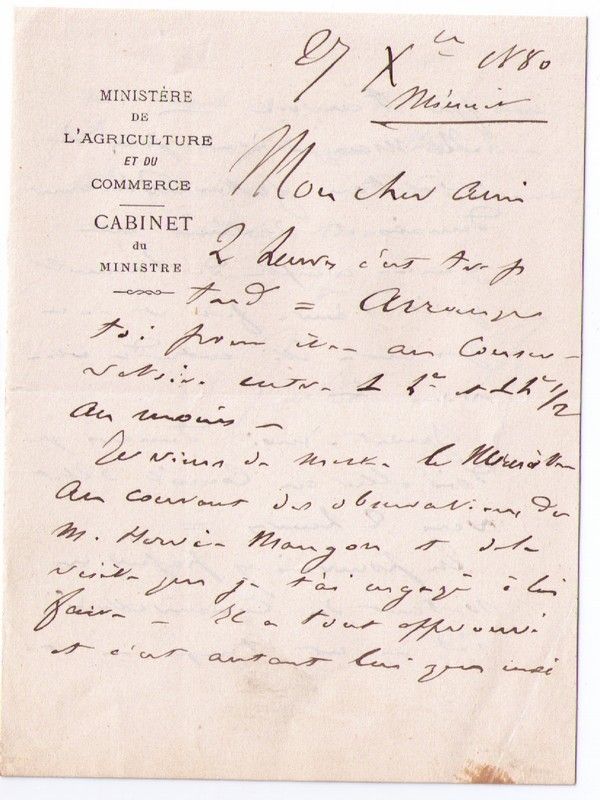 27 Xbre 1880
MINISTÈRE
DE
L'AGRICULTURE
ET DU
COMMERCE
CABINET
du
MINISTRE
Mon cher ami
2 heures c'est trop
tard = Arranges
toi pour être au Conser-
vatoire entre 1 he et 1 he 1/2
au moins -
Je viens de mettre le Ministre
au courant des observations de
M. Hervé Mangon et de la
visite que je t'ai engagé à lui
faire - Il a tout approuvé
et c'est autant lui que moi